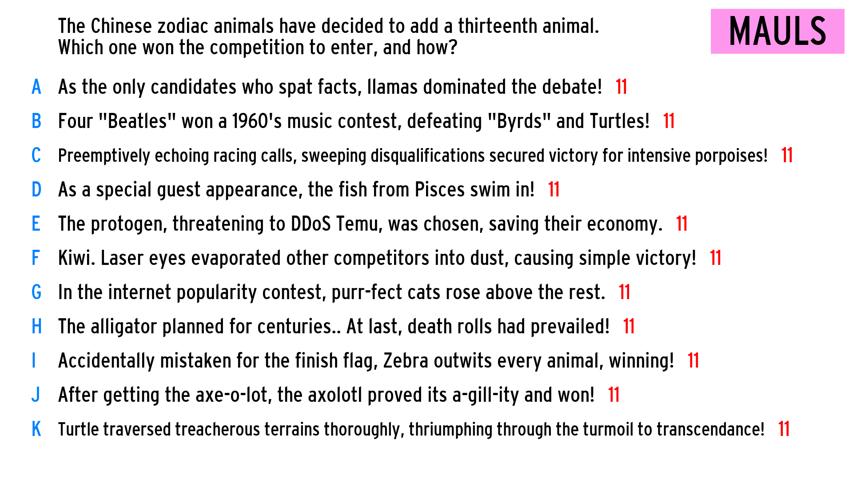 The Chinese zodiac animals have decided to add a thirteenth animal.
Which one won the competition to enter, and how?
MAULS
A As the only candidates who spat facts, llamas dominated the debate! 11
B Four "Beatles" won a 1960's music contest, defeating "Byrds" and Turtles! 11
C Preemptively echoing racing calls, sweeping disqualifications secured victory for intensive porpoises! 11
D As a special guest appearance, the fish from Pisces swim in! 11
E The protogen, threatening to DDoS Temu, was chosen, saving their economy. 11
F Kiwi. Laser eyes evaporated other competitors into dust, causing simple victory! 11
G In the internet popularity contest, purr-fect cats rose above the rest. 11
H The alligator planned for centuries.. At last, death rolls had prevailed! 11
I Accidentally mistaken for the finish flag, Zebra outwits every animal, winning! 11
J After getting the axe-o-lot, the axolotl proved its a-gill-ity and won! 11
K Turtle traversed treacherous terrains thoroughly, thriumphing through the turmoil to transcendance! 11